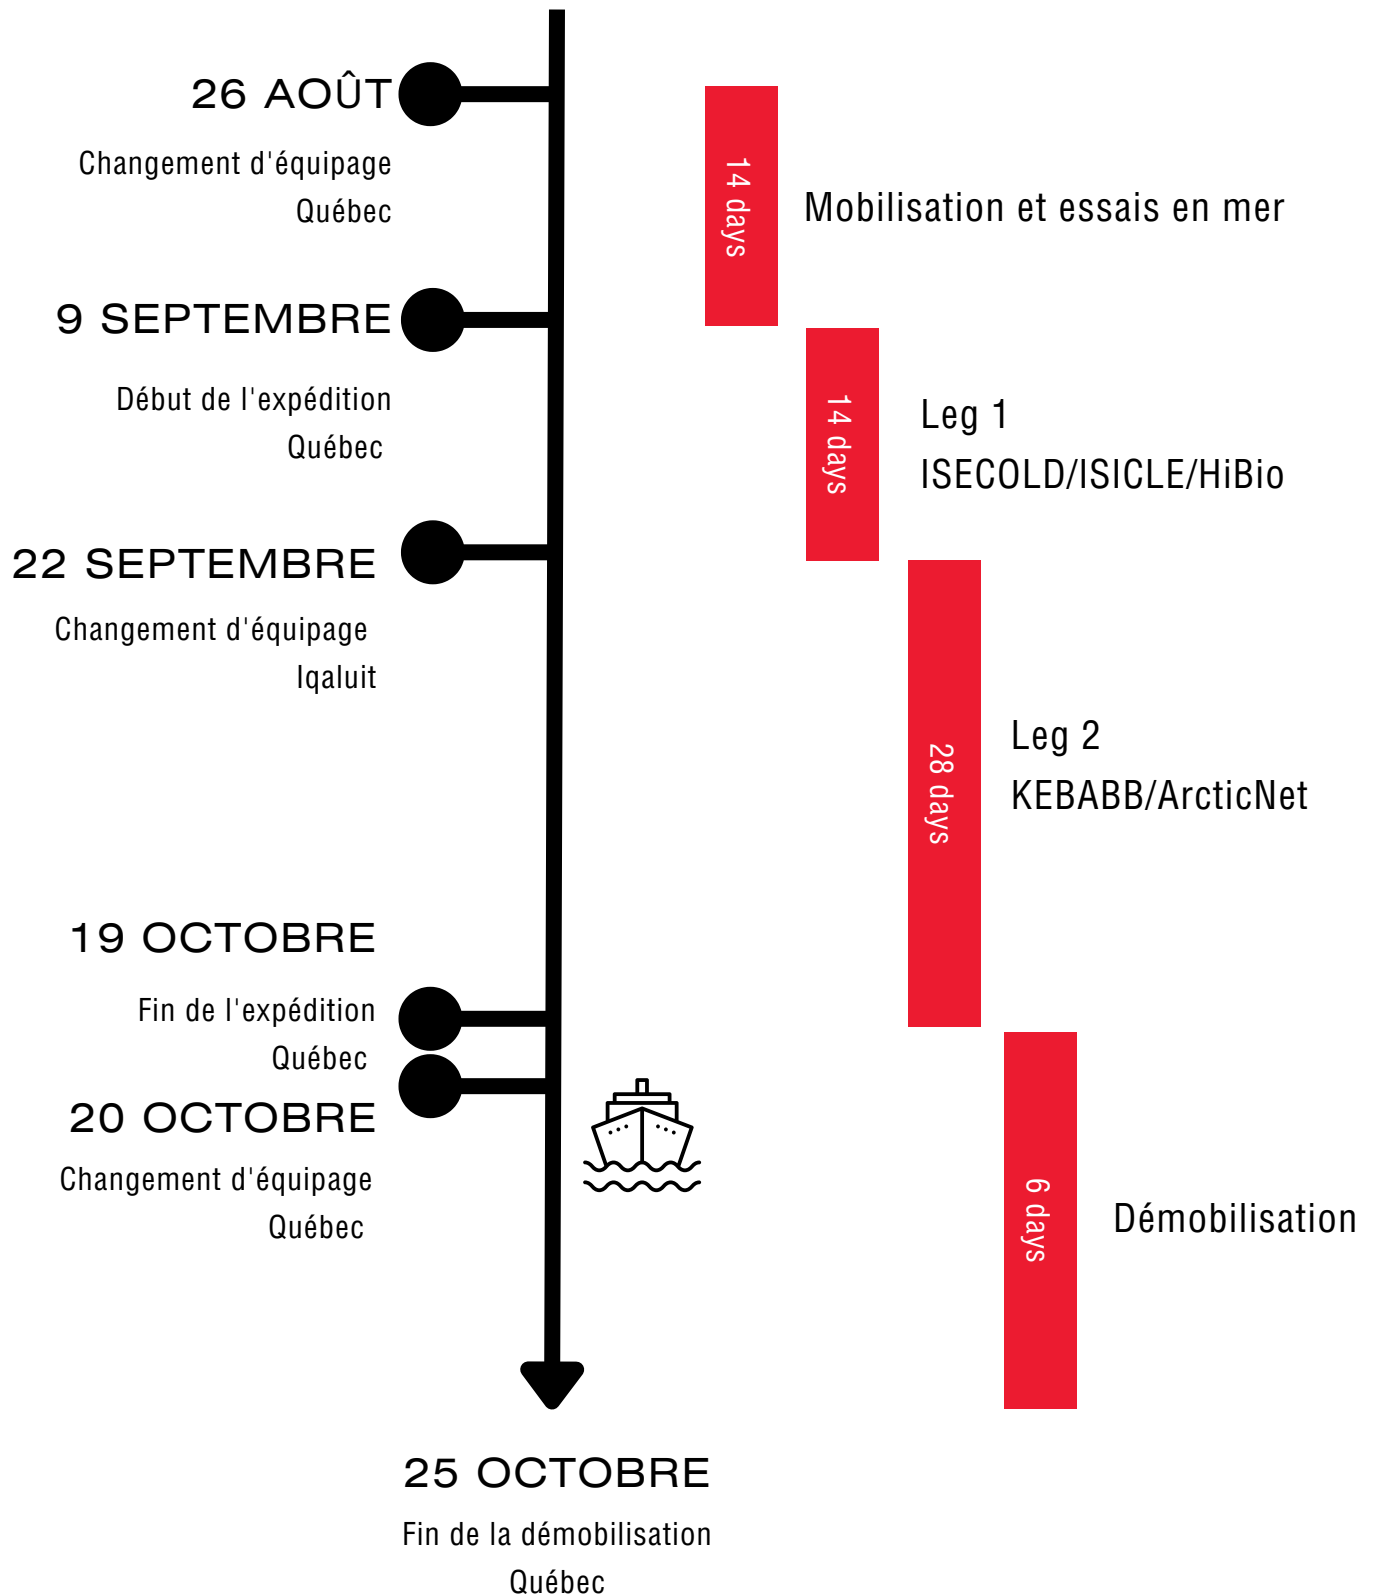 26 AOÛT
Changement d'équipage
Québec
14 days
Mobilisation et essais en mer
9 SEPTEMBRE
Début de l'expédition
Québec
14 days
Leg 1
ISECOLD/ISICLE/HiBio
22 SEPTEMBRE
Changement d'équipage
Iqaluit
28 days
Leg 2
KEBABB/ArcticNet
19 OCTOBRE
Fin de l'expédition
Québec
20 OCTOBRE
Changement d'équipage
Québec
6 days
Démobilisation
25 OCTOBRE
Fin de la démobilisation
Québec